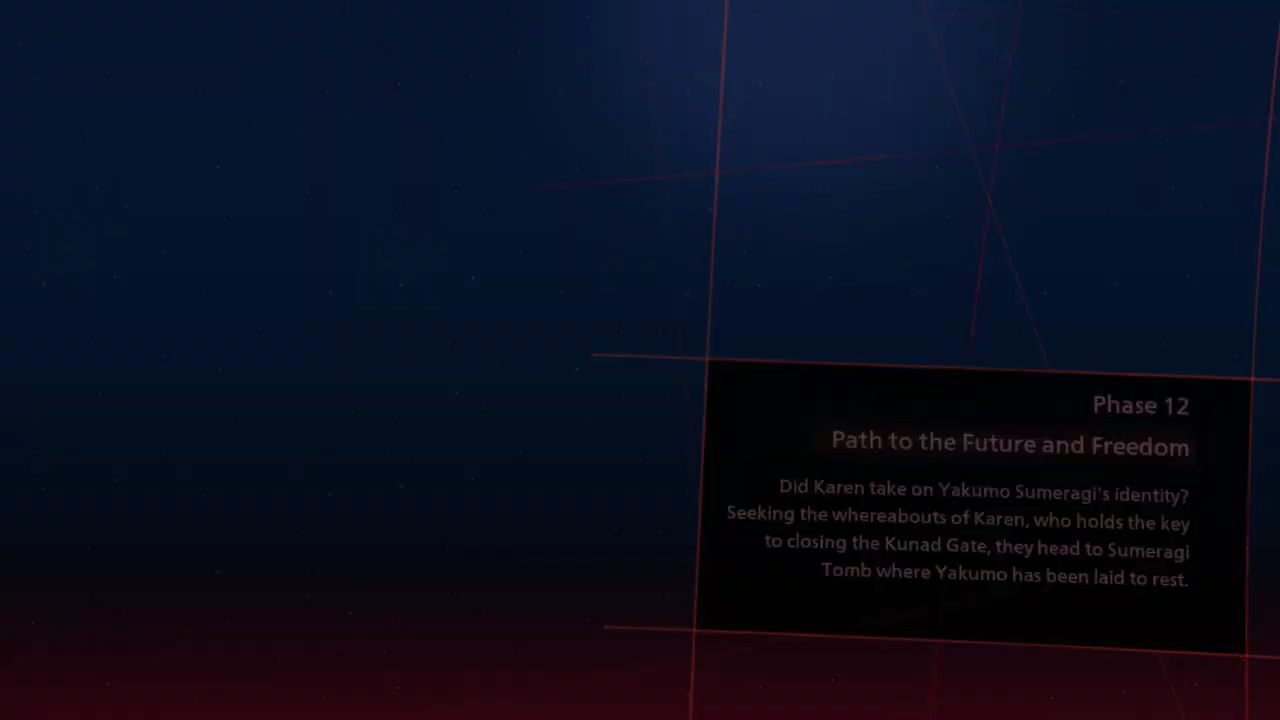 Phase 12
Path to the Future and Freedom
Did Karen take on Yakumo Sumeragi's identity?
Seeking the whereabouts of Karen, who holds the key
to closing the Kunad Gate, they head to Sumeragi
Tomb where Yakumo has been laid to rest.